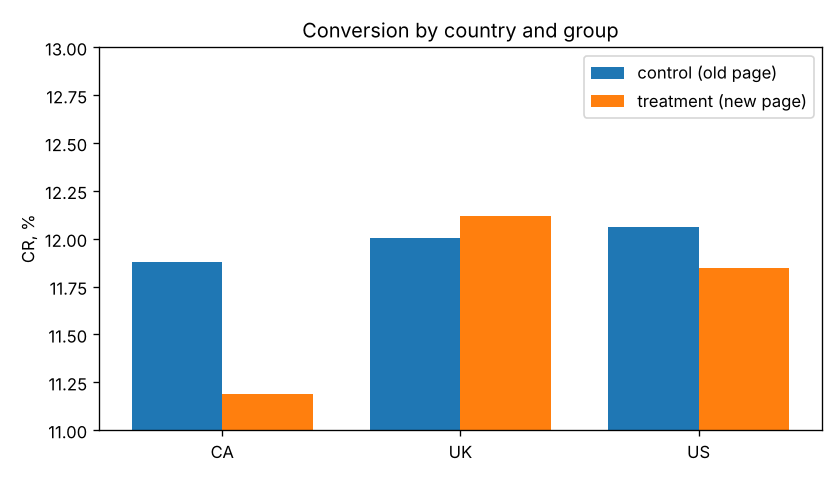 Conversion by country and group
control (old page)
treatment (new page)
CR, %
13.00
12.75
12.50
12.25
12.00
11.75
11.50
11.25
11.00
CA
UK
US